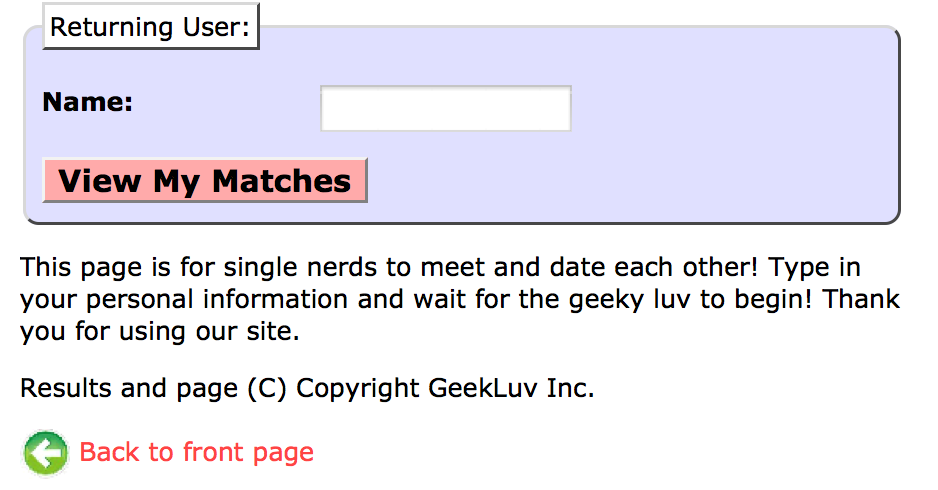 Returning User:
Name:
View My Matches
This page is for single nerds to meet and date each other! Type in
your personal information and wait for the geeky luv to begin! Thank
you for using our site.
Results and page (C) Copyright GeekLuv Inc.
Back to front page